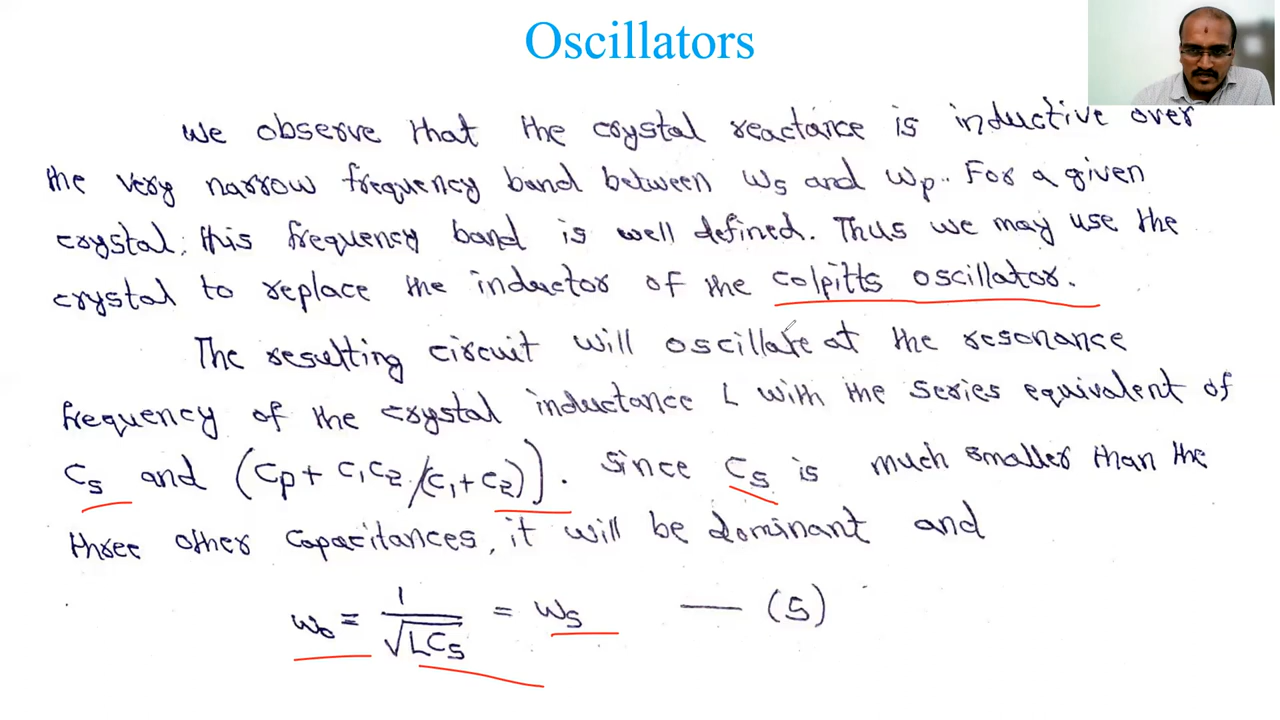 Oscillators
We observe that the crystal reactance is inductive over
the very narrow frequency band between ωs and ωp. For a given
crystal, this frequency band is well defined. Thus we may use the
crystal to replace the inductor of the colpitts oscillator.
The resulting circuit will oscillate at the resonance
frequency of the crystal inductance L with the series equivalent of
Cs and (Cp + C1C2/(C1+C2)). Since Cs is much smaller than the
three other capacitances, it will be dominant and
ω0 = 1/√LCs = ωs — (5)